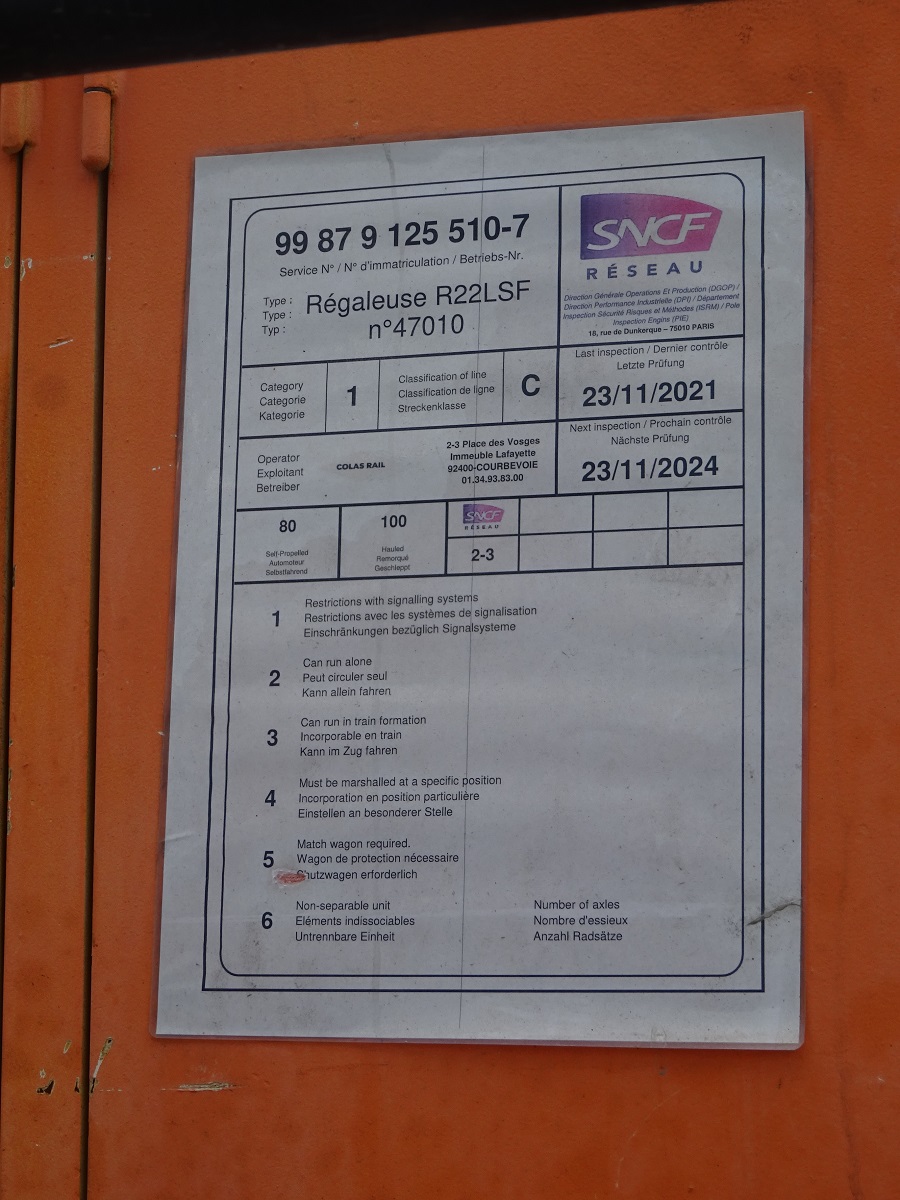 99 87 9 125 510-7
Service N° / N° d'immatriculation / Betriebs-Nr.
Type :
Type :
Typ :
Régaleuse R22LSF
n°47010
SNCF
RÉSEAU
Direction Générale Operations Et Production (DGOP) /
Direction Performance Industrielle (DPI) / Département
Inspection Sécurité Risques et Méthodes (ISRM) / Pole
Inspection Engins (PIE)
18, rue de Dunkerque – 75010 PARIS
Category
Categorie
Kategorie
1
Classification of line
Classification de ligne
Streckenklasse
C
Last inspection / Dernier contrôle
Letzte Prüfung
23/11/2021
Operator
Exploitant
Betreiber
COLAS RAIL
2-3 Place des Vosges
Immeuble Lafayette
92400-COURBEVOIE
01.34.93.83.00
Next inspection / Prochain contrôle
Nächste Prüfung
23/11/2024
80
Self-Propelled
Automoteur
Selbstfahrend
100
Hauled
Remorqué
Geschleppt
SNCF
RÉSEAU
2-3
1
Restrictions with signalling systems
Restrictions avec les systèmes de signalisation
Einschränkungen bezüglich Signalsysteme
2
Can run alone
Peut circuler seul
Kann allein fahren
3
Can run in train formation
Incorporable en train
Kann im Zug fahren
4
Must be marshalled at a specific position
Incorporation en position particulière
Einstellen an besonderer Stelle
5
Match wagon required.
Wagon de protection nécessaire
Shutzwagen erforderlich
6
Non-separable unit
Eléments indissociables
Untrennbare Einheit
Number of axles
Nombre d'essieux
Anzahl Radsätze